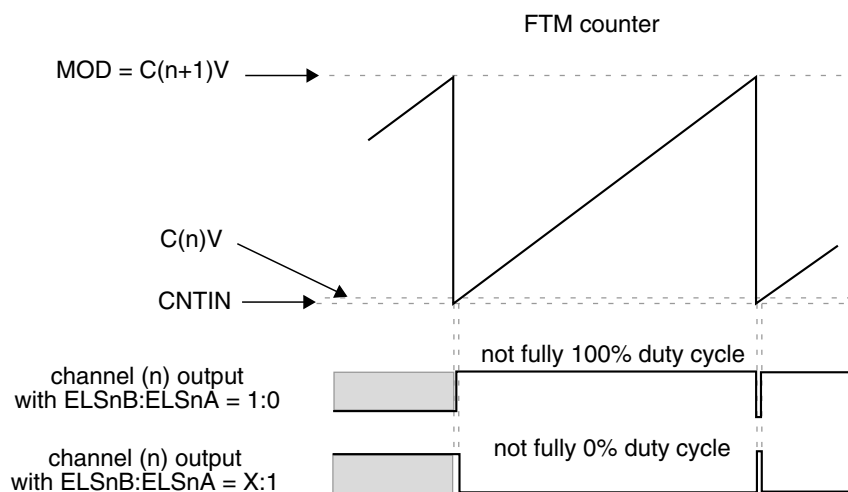 FTM counter
MOD = C(n+1)V
C(n)V
CNTIN
not fully 100% duty cycle
channel (n) output
with ELSnB:ELSnA = 1:0
not fully 0% duty cycle
channel (n) output
with ELSnB:ELSnA = X:1